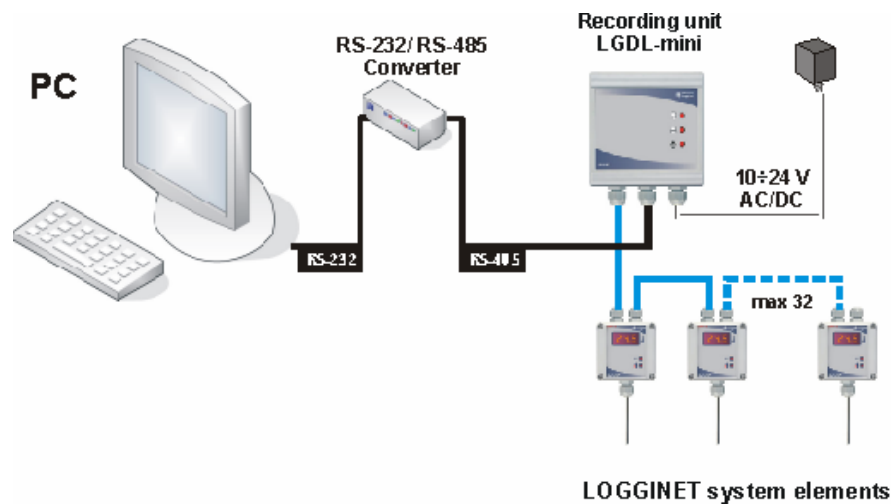 Recording unit
LGDL-mini
RS-232/ RS-485
Converter
PC
10÷24 V
AC/DC
RS-232
RS-485
max 32
LOGGINET system elements